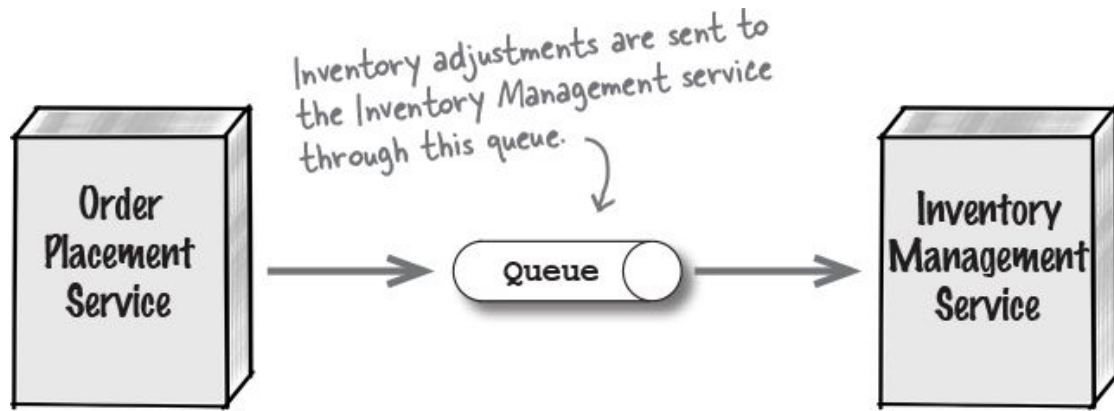 Inventory adjustments are sent to
the Inventory Management service
through this queue.
Order
Placement
Service
Queue
Inventory
Management
Service